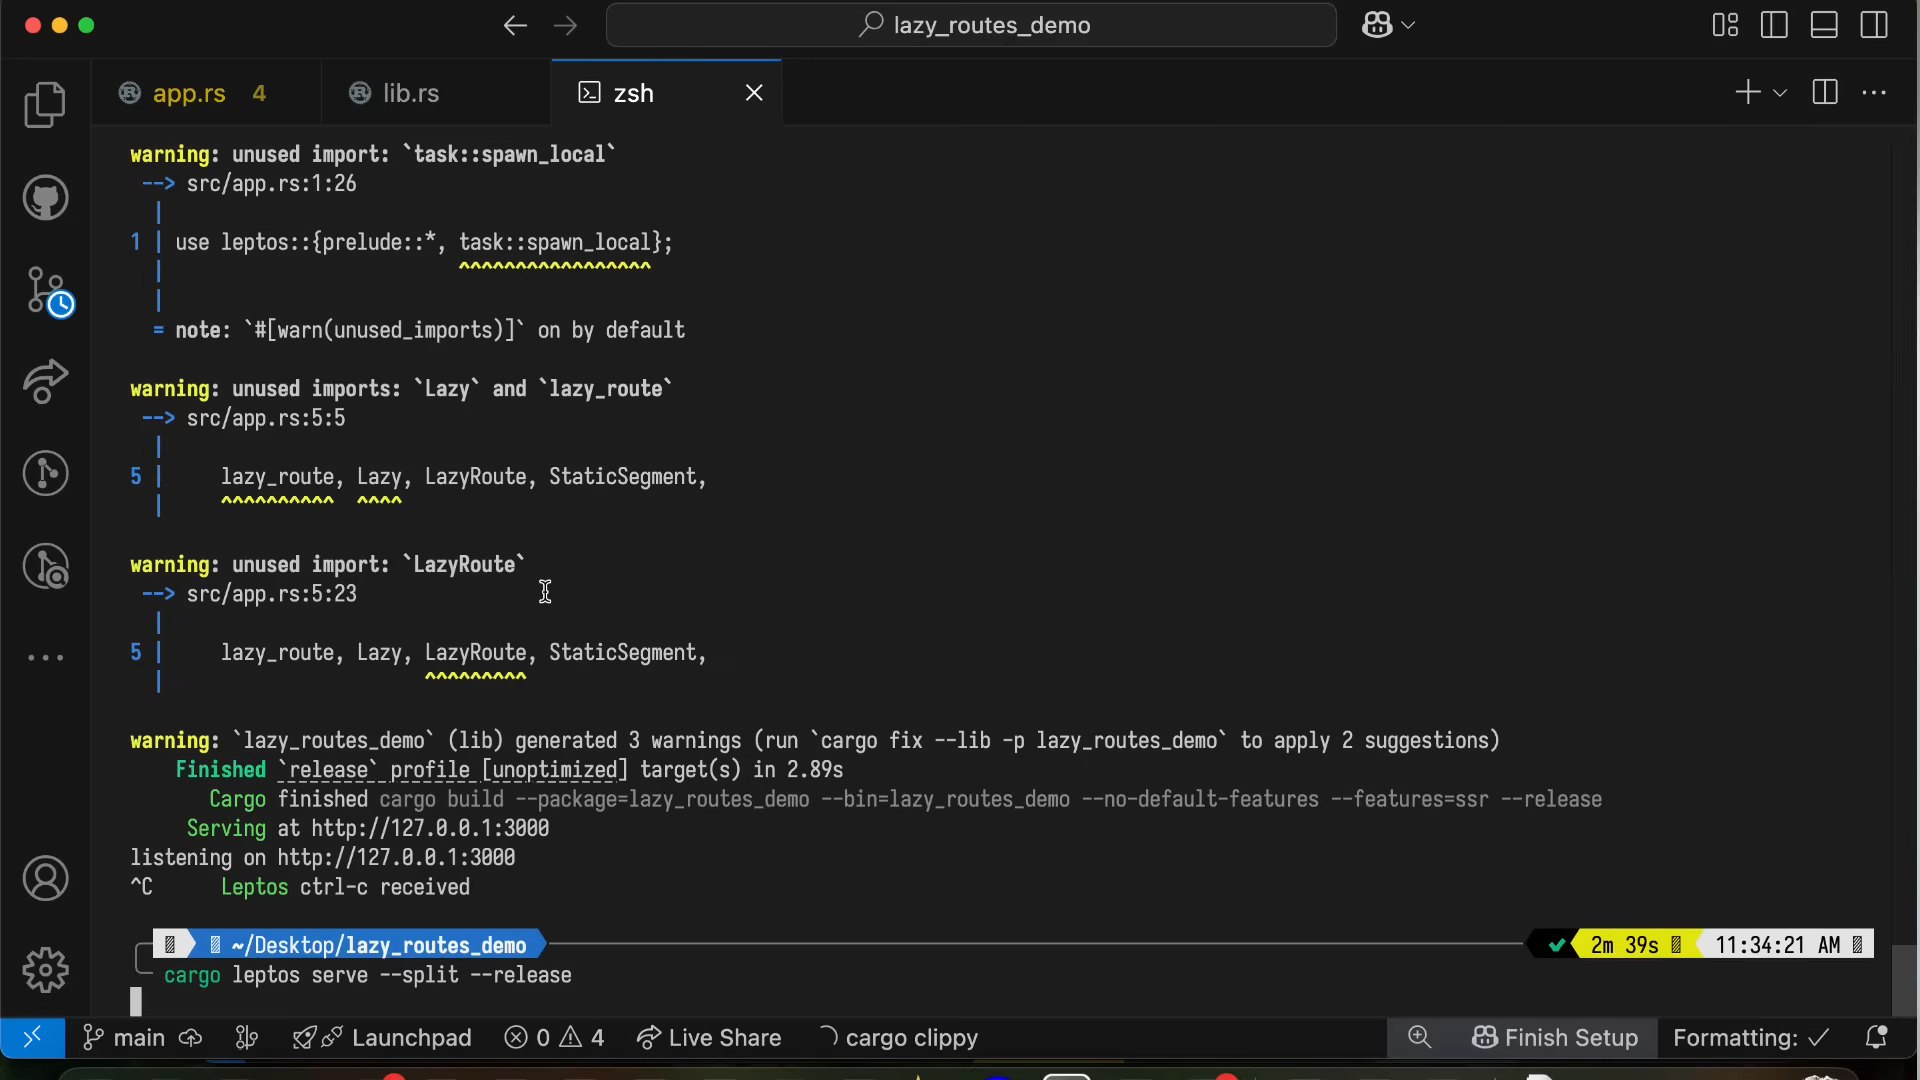 lazy_routes_demo
app.rs 4
lib.rs
zsh
warning: unused import: `task::spawn_local`
--> src/app.rs:1:26
|
1 | use leptos::{prelude::*, task::spawn_local};
| ^^^^^^^^^^^^^^^^^
|
= note: `#[warn(unused_imports)]` on by default
warning: unused imports: `Lazy` and `lazy_route`
--> src/app.rs:5:5
|
5 | lazy_route, Lazy, LazyRoute, StaticSegment,
| ^^^^^^^^^^ ^^^^
warning: unused import: `LazyRoute`
--> src/app.rs:5:23
|
5 | lazy_route, Lazy, LazyRoute, StaticSegment,
| ^^^^^^^^^
warning: `lazy_routes_demo` (lib) generated 3 warnings (run `cargo fix --lib -p lazy_routes_demo` to apply 2 suggestions)
Finished `release` profile [unoptimized] target(s) in 2.89s
Cargo finished cargo build --package=lazy_routes_demo --bin=lazy_routes_demo --no-default-features --features=ssr --release
Serving at http://127.0.0.1:3000
listening on http://127.0.0.1:3000
^C Leptos ctrl-c received
~/Desktop/lazy_routes_demo 2m 39s 11:34:21 AM
cargo leptos serve --split --release
main Launchpad 0 4 Live Share cargo clippy Finish Setup Formatting: ✓